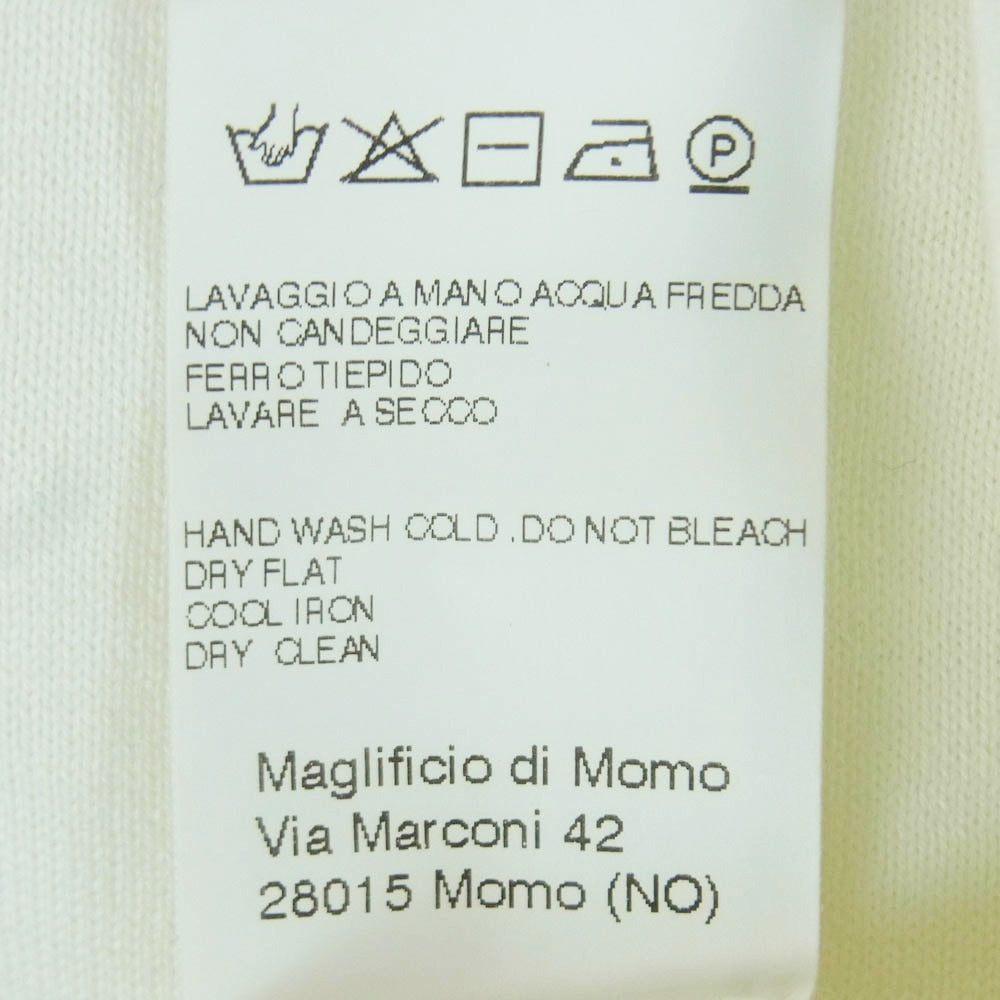 P
LAVAGGIO A MANO ACQUA FREDDA
NON CANDEGGIARE
FERRO TIEPIDO
LAVARE A SECCO
HAND WASH COLD . DO NOT BLEACH
DRY FLAT
COOL IRON
DRY CLEAN
Maglificio di Momo
Via Marconi 42
28015 Momo (NO)